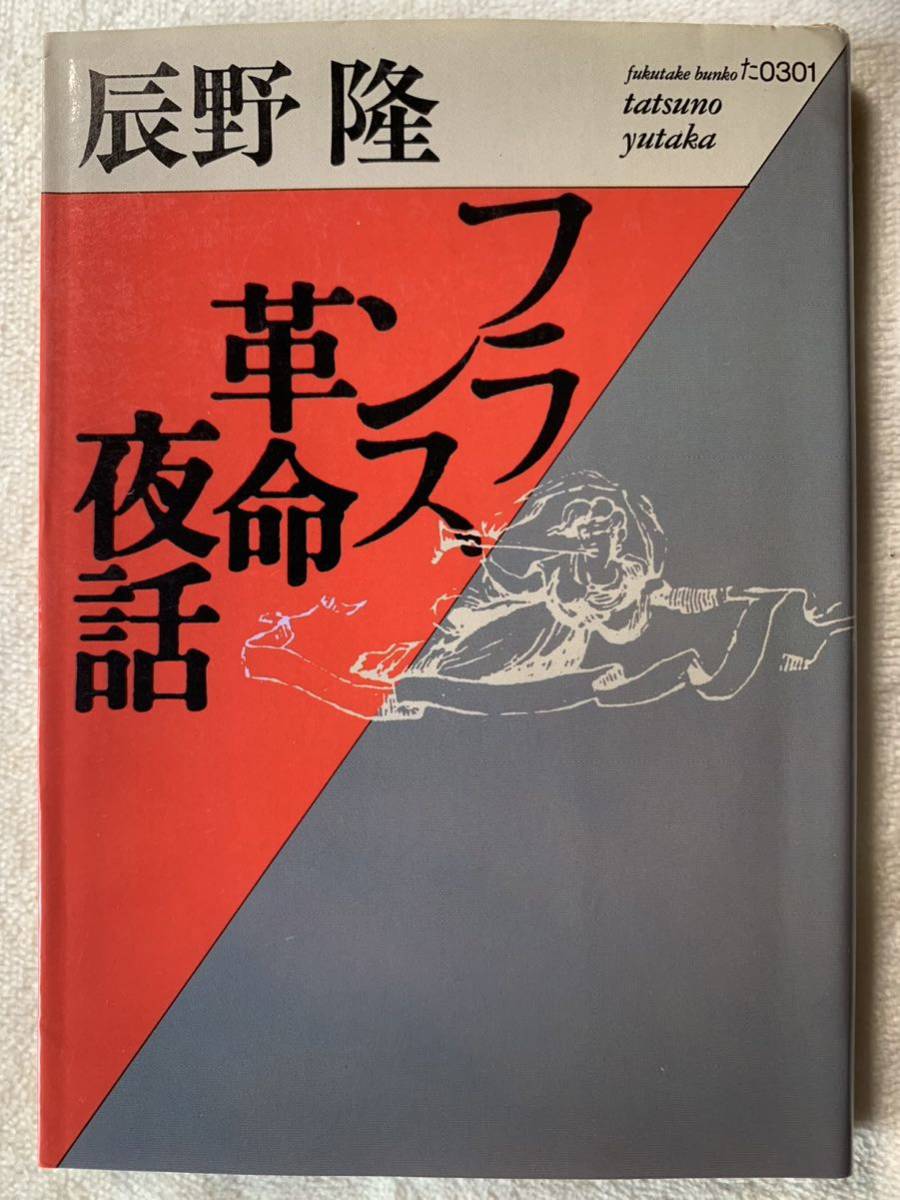 辰野 隆
fukutake bunko た0301
tatsuno
yutaka
フランス
革命
夜話